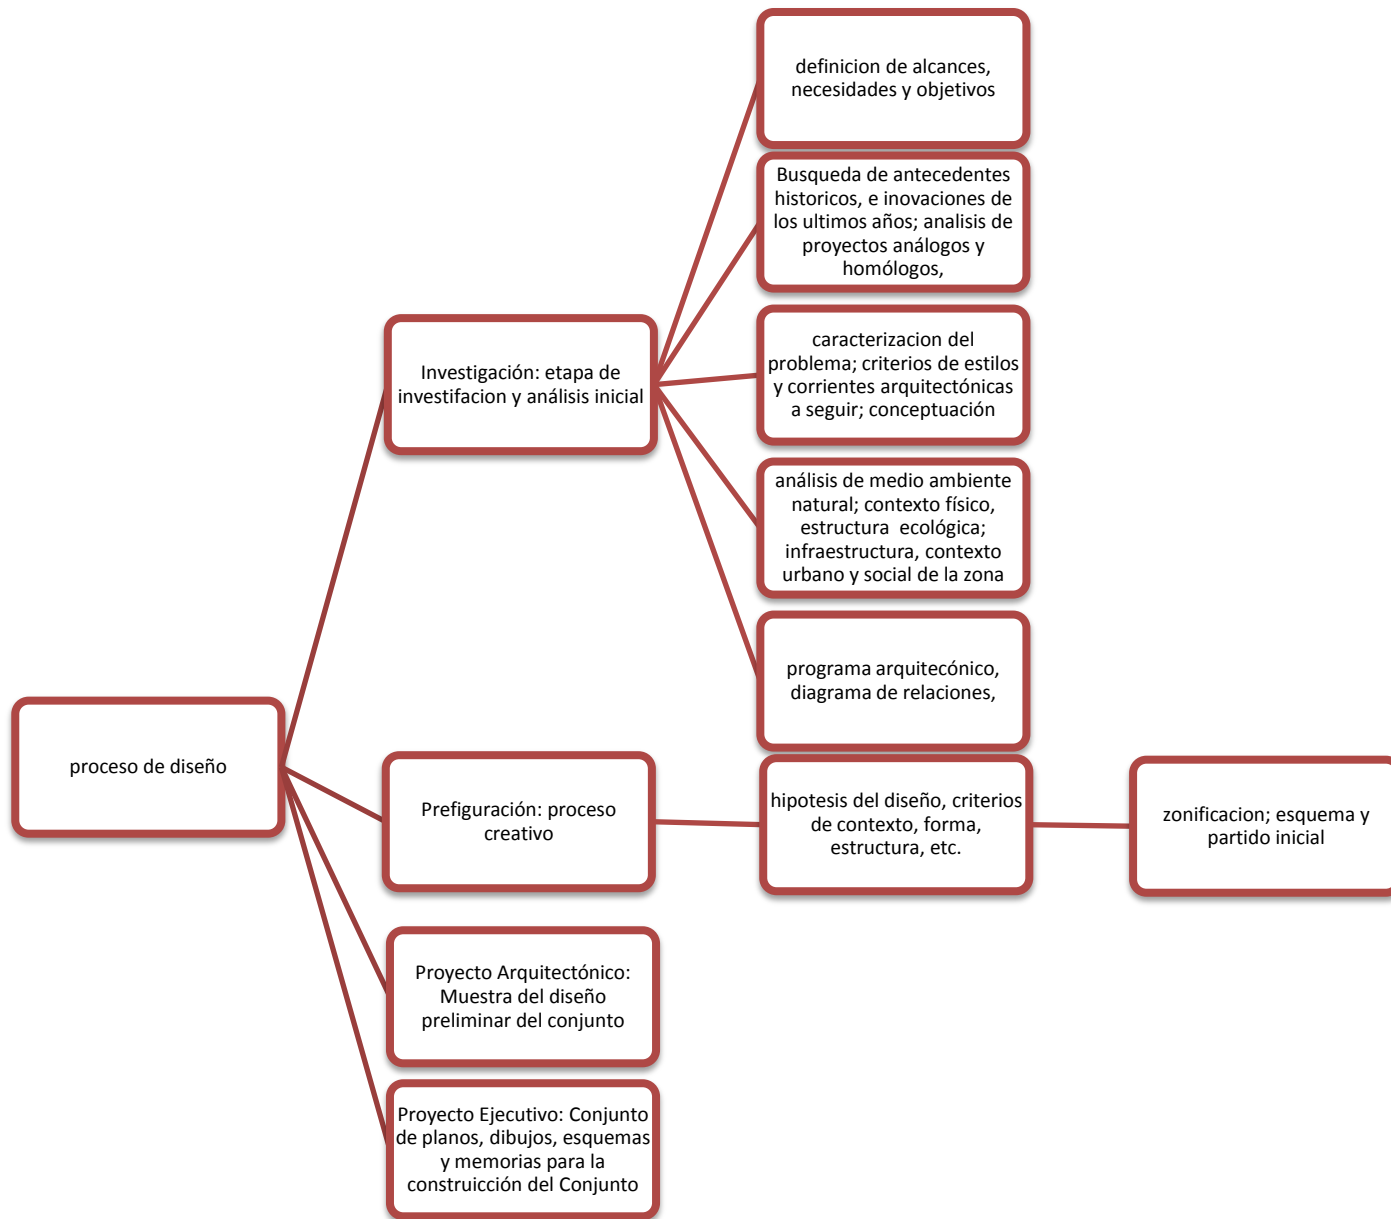 definicion de alcances,
necesidades y objetivos
Busqueda de antecedentes
historicos, e inovaciones de
los ultimos años; analisis de
proyectos análogos y
homólogos,
caracterizacion del
problema; criterios de estilos
y corrientes arquitectónicas
a seguir; conceptuación
Investigación: etapa de
investifacion y análisis inicial
análisis de medio ambiente
natural; contexto físico,
estructura ecológica;
infraestructura, contexto
urbano y social de la zona
programa arquitecónico,
diagrama de relaciones,
proceso de diseño
Prefiguración: proceso
creativo
hipotesis del diseño, criterios
de contexto, forma,
estructura, etc.
zonificacion; esquema y
partido inicial
Proyecto Arquitectónico:
Muestra del diseño
preliminar del conjunto
Proyecto Ejecutivo: Conjunto
de planos, dibujos, esquemas
y memorias para la
construicción del Conjunto